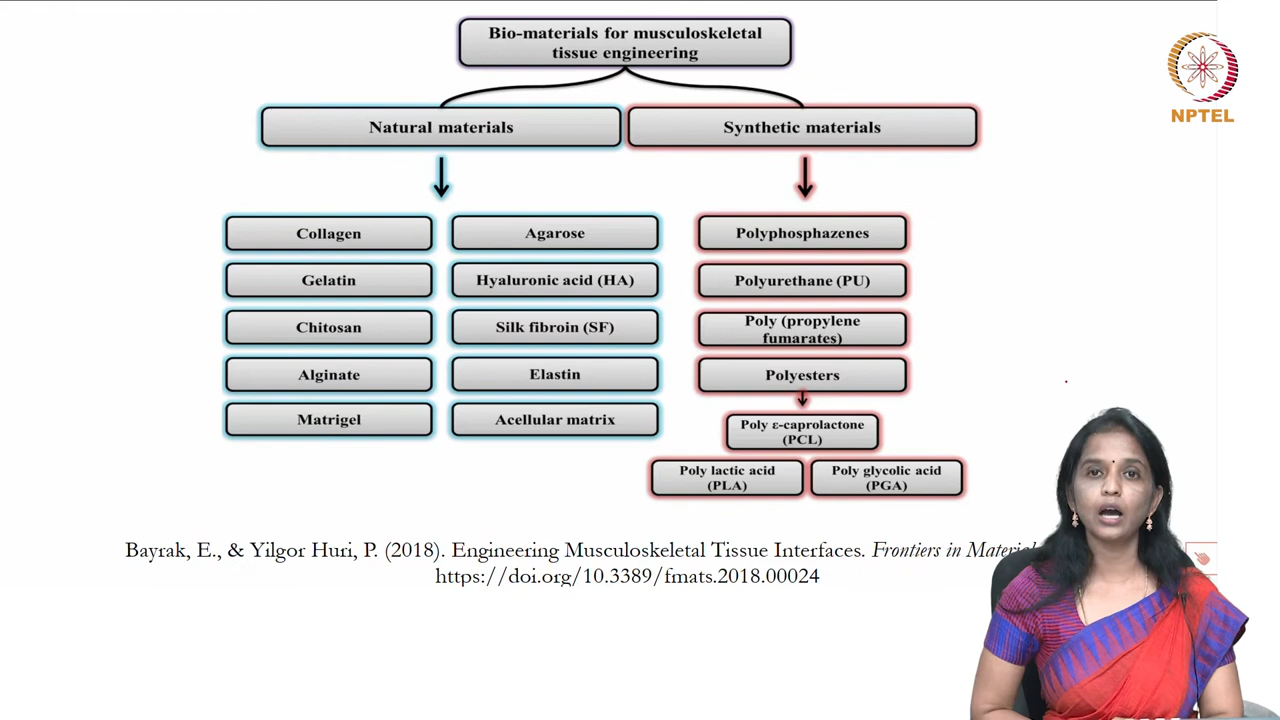 Bio-materials for musculoskeletal
tissue engineering
NPTEL
Natural materials
Synthetic materials
Collagen
Agarose
Polyphosphazenes
Gelatin
Hyaluronic acid (HA)
Polyurethane (PU)
Chitosan
Silk fibroin (SF)
Poly (propylene
fumarates)
Alginate
Elastin
Polyesters
Matrigel
Acellular matrix
Poly ε-caprolactone
(PCL)
Poly lactic acid
(PLA)
Poly glycolic acid
(PGA)
Bayrak, E., & Yilgor Huri, P. (2018). Engineering Musculoskeletal Tissue Interfaces. Frontiers in
https://doi.org/10.3389/fmats.2018.00024